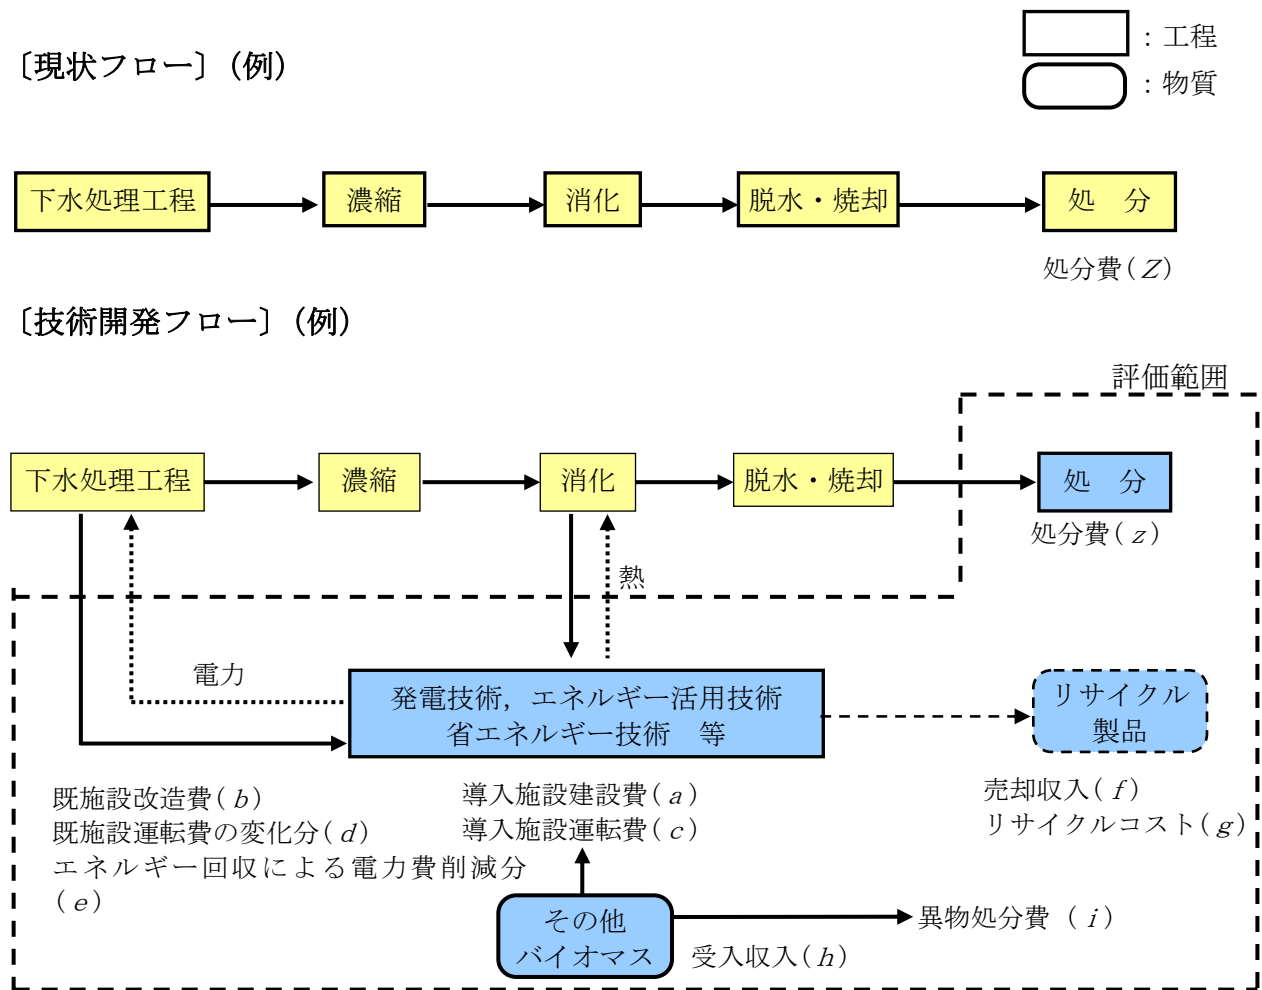 〔現状フロー〕(例)
：工程
：物質
下水処理工程
濃縮
消化
脱水・焼却
処　分
処分費(Z)
〔技術開発フロー〕(例)
評価範囲
下水処理工程
濃縮
消化
脱水・焼却
処　分
処分費(z)
熱
電力
発電技術，エネルギー活用技術
省エネルギー技術　等
リサイクル
製品
既施設改造費(b)
既施設運転費の変化分(d)
エネルギー回収による電力費削減分
(e)
導入施設建設費(a)
導入施設運転費(c)
売却収入(f)
リサイクルコスト(g)
その他
バイオマス
受入収入(h)
異物処分費 (i)